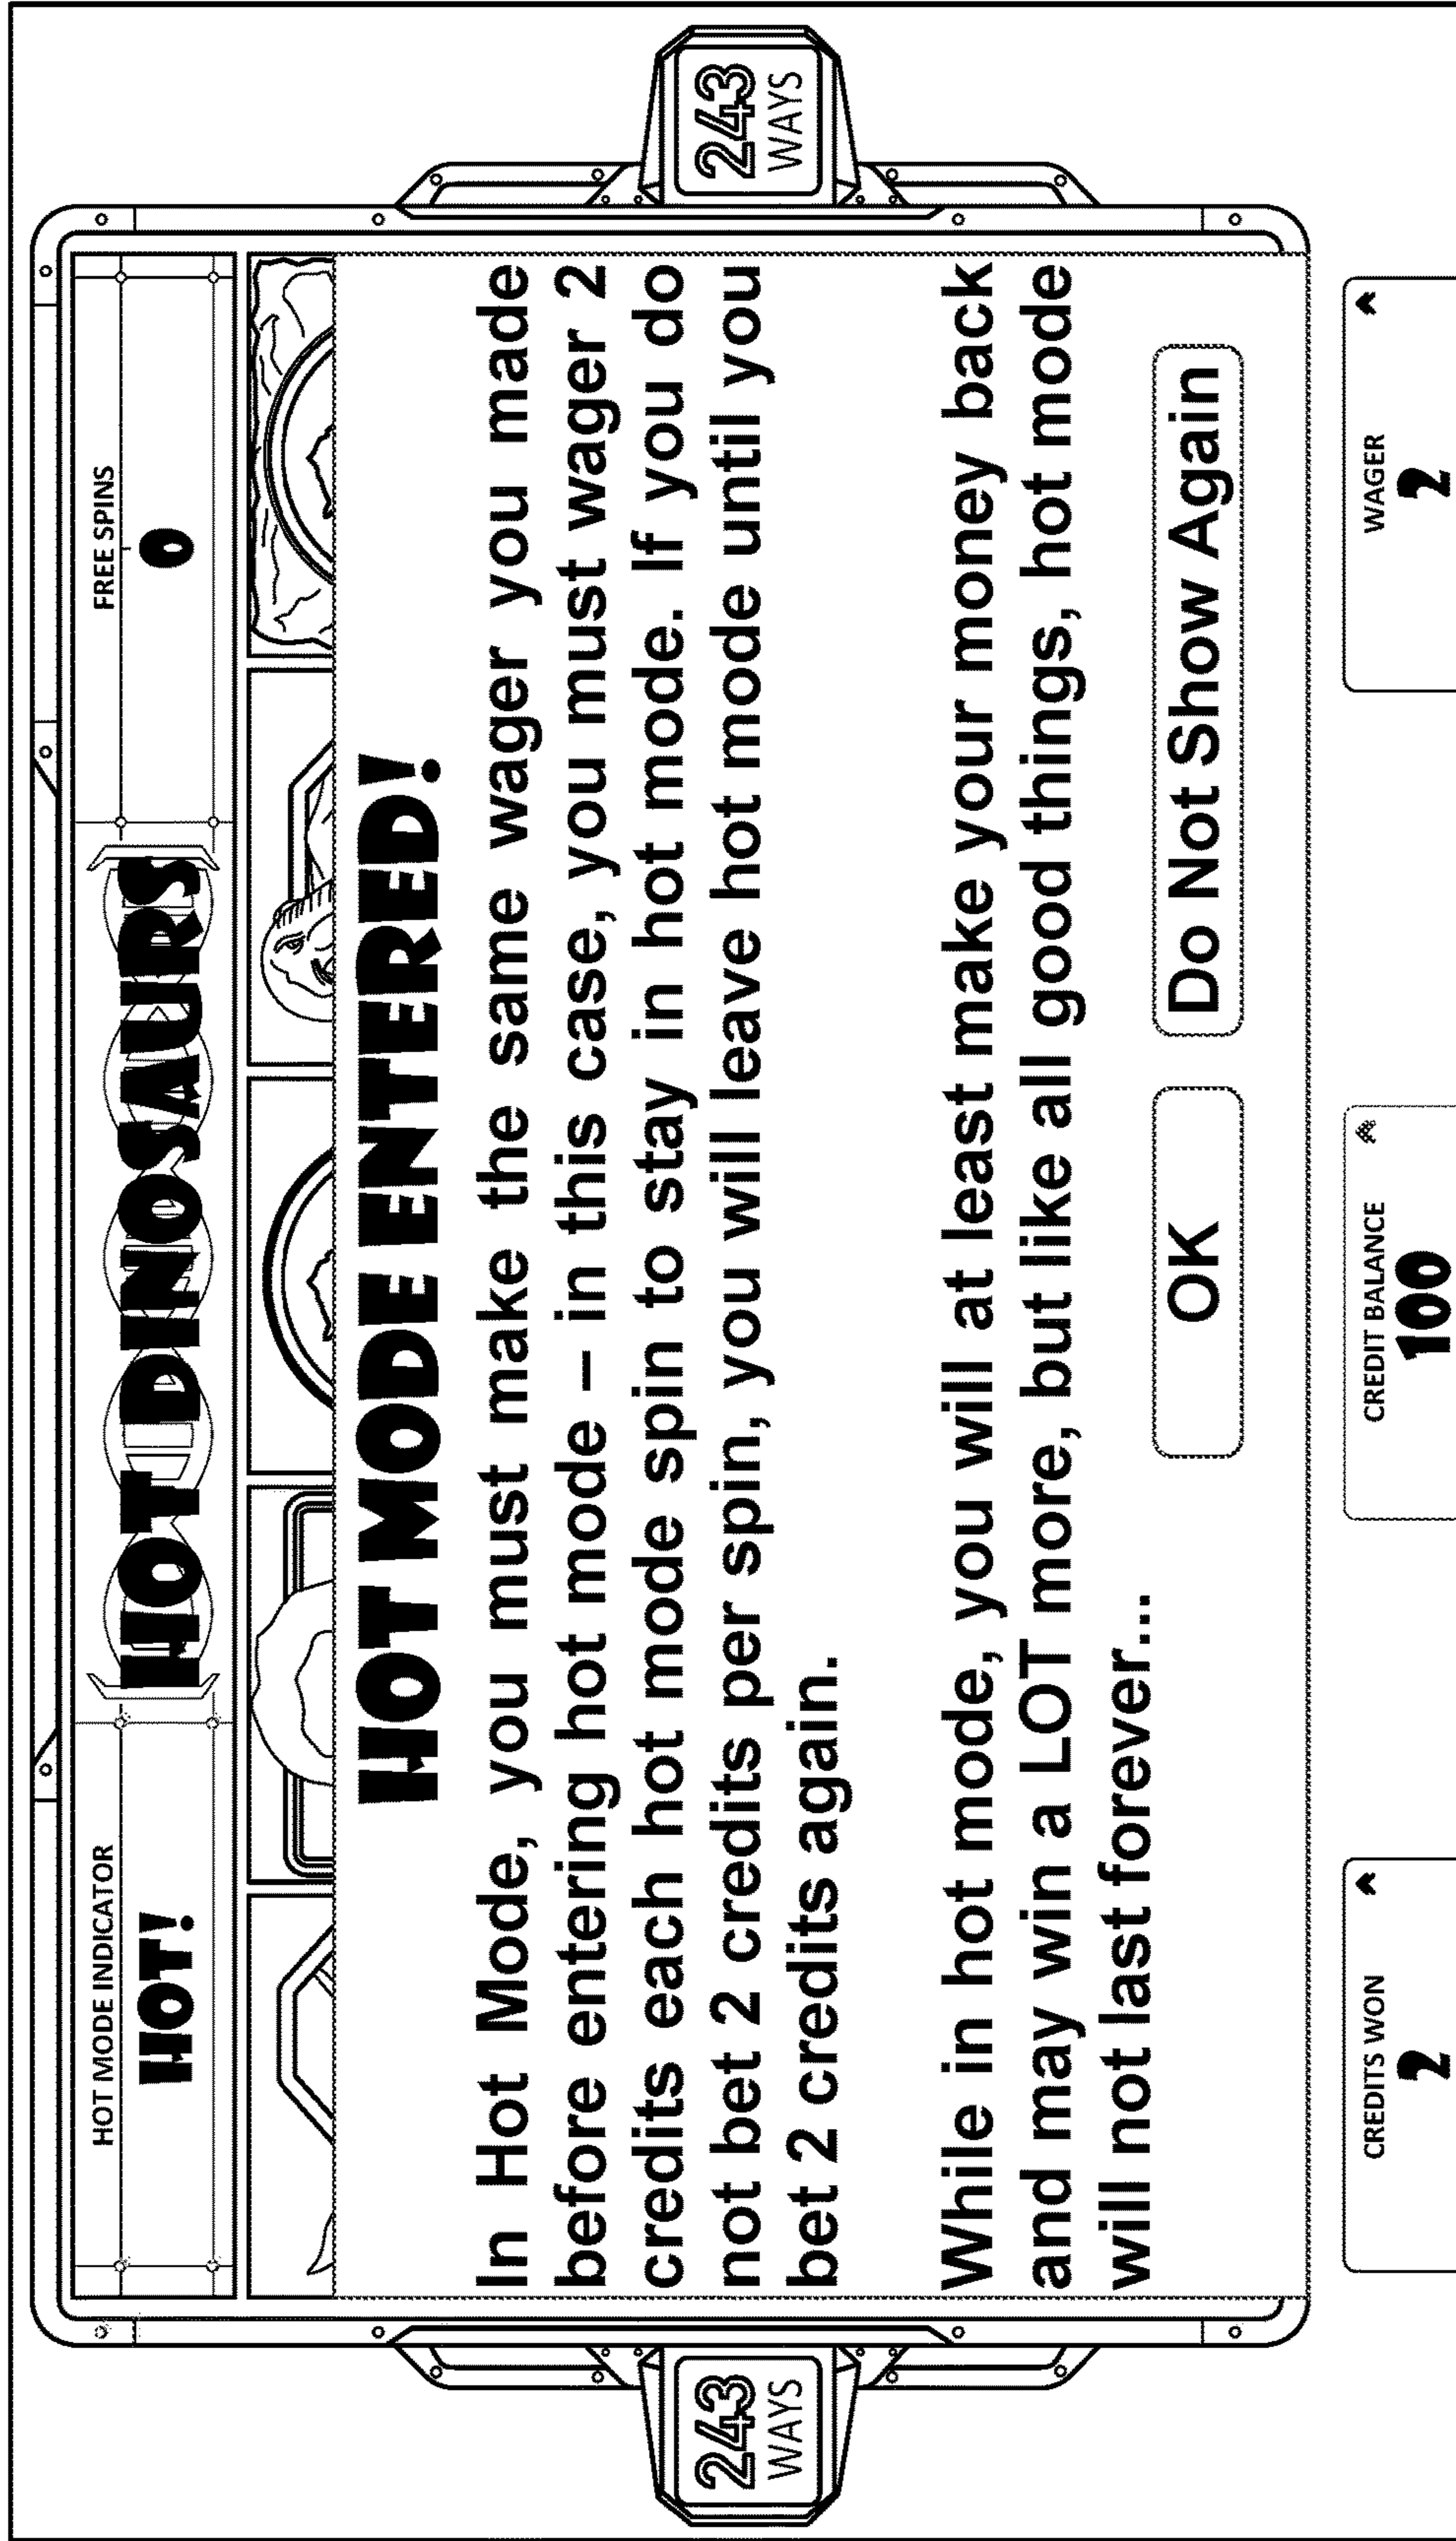 HOT MODE INDICATOR
HOT!
HOT DINOSAURS
FREE SPINS
0
243
WAYS
243
WAYS
HOT MODE ENTERED!
In Hot Mode, you must make the same wager you made
before entering hot mode – in this case, you must wager 2
credits each hot mode spin to stay in hot mode. If you do
not bet 2 credits per spin, you will leave hot mode until you
bet 2 credits again.
While in hot mode, you will at least make your money back
and may win a LOT more, but like all good things, hot mode
will not last forever...
OK
Do Not Show Again
CREDITS WON
2
CREDIT BALANCE
100
WAGER
2